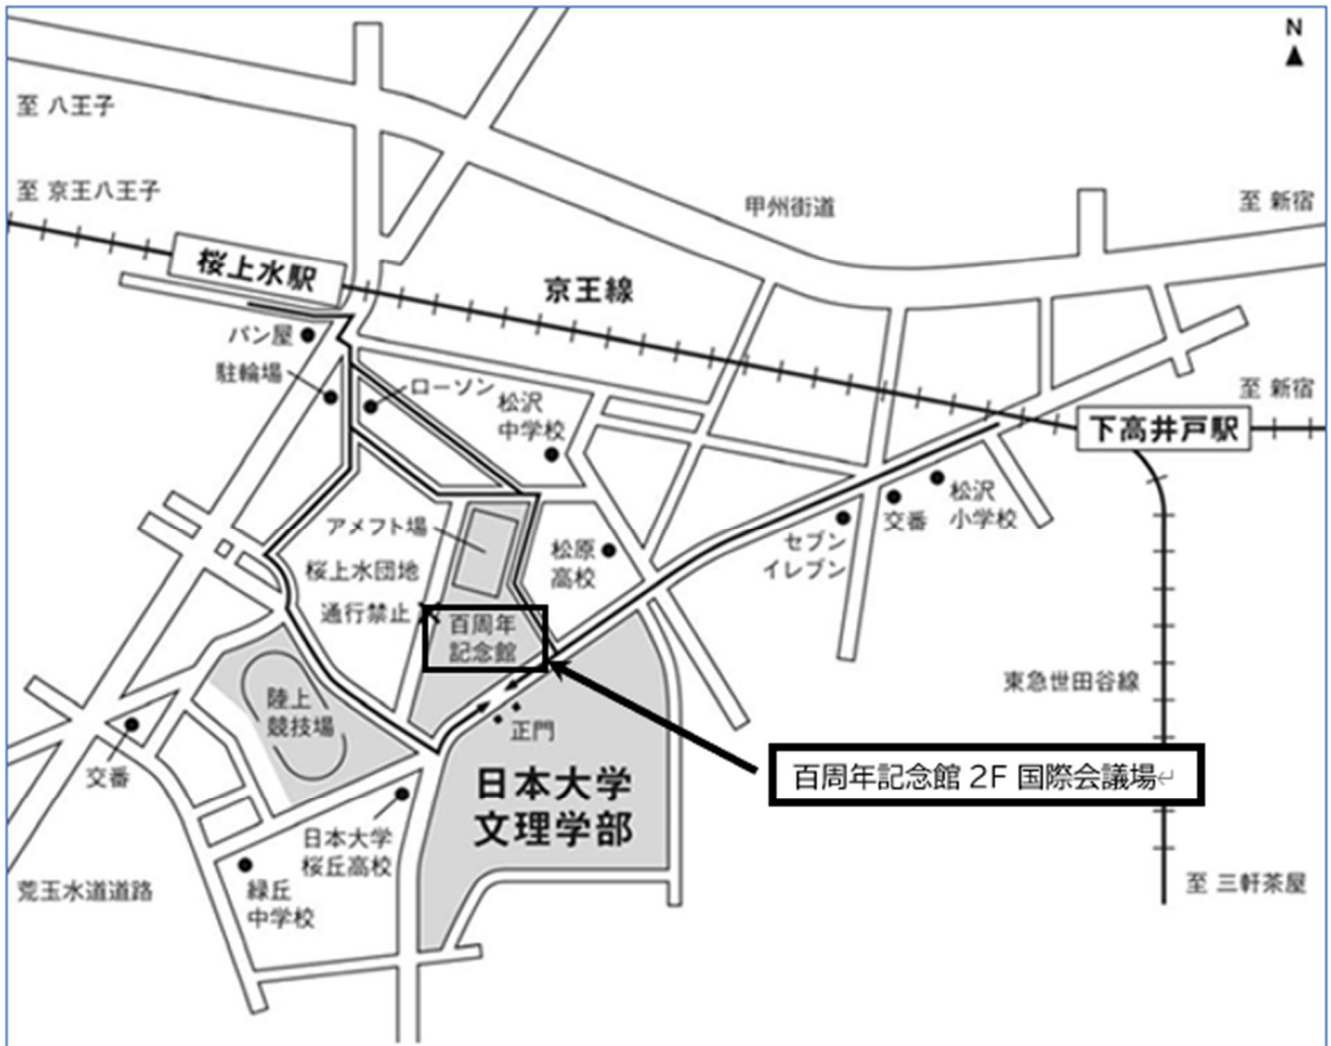 N
至 八王子
至 京王八王子
甲州街道
至 新宿
桜上水駅
京王線
パン屋
駐輪場
ローソン
松沢
中学校
至 新宿
下高井戸駅
松沢
小学校
交番
セブン
イレブン
アメフト場
松原
高校
桜上水団地
通行禁止
百周年
記念館
東急世田谷線
陸上
競技場
正門
交番
百周年記念館 2F 国際会議場↵
日本大学
文理学部
日本大学
桜丘高校
荒玉水道道路
緑丘
中学校
至 三軒茶屋